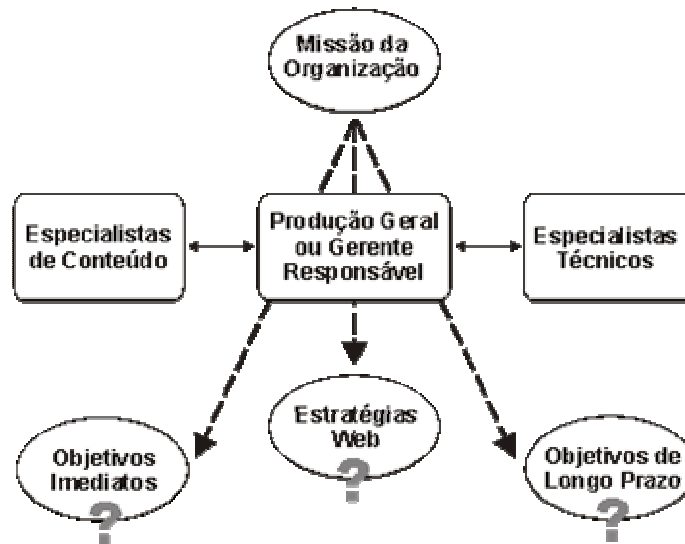 Missão da
Organização
Especialistas
de Conteúdo
Produção Geral
ou Gerente
Responsável
Especialistas
Técnicos
Objetivos
Imediatos
?
Estratégias
Web
?
Objetivos de
Longo Prazo
?